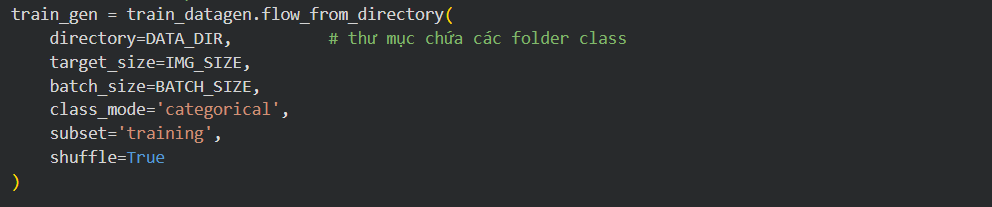 train_gen = train_datagen.flow_from_directory(
    directory=DATA_DIR,          # thư mục chứa các folder class
    target_size=IMG_SIZE,
    batch_size=BATCH_SIZE,
    class_mode='categorical',
    subset='training',
    shuffle=True
)